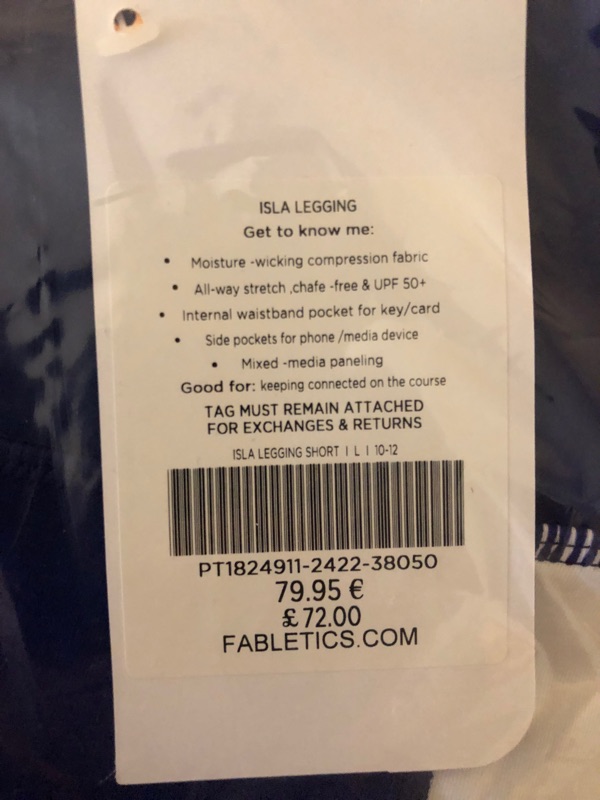 ISLA LEGGING
Get to know me:
• Moisture -wicking compression fabric
• All-way stretch ,chafe -free & UPF 50+
• Internal waistband pocket for key/card
• Side pockets for phone /media device
• Mixed -media paneling
Good for: keeping connected on the course
TAG MUST REMAIN ATTACHED
FOR EXCHANGES & RETURNS
ISLA LEGGING SHORT | L | 10-12
PT1824911-2422-38050
79.95 €
£ 72.00
FABLETICS.COM